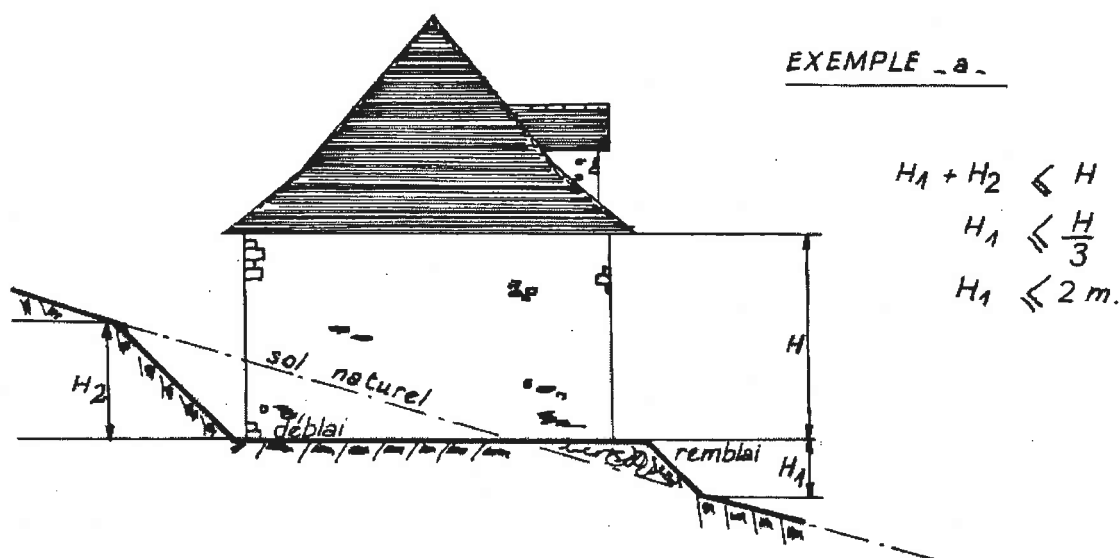 EXEMPLE _a_
H1 + H2 ⩽ H
H1 ⩽ H/3
H1 ⩽ 2 m.
H
H2
sol naturel
déblai
remblai
H1